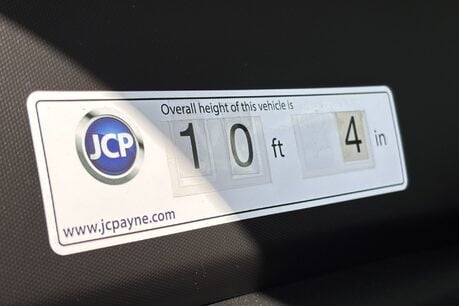 Overall height of this vehicle is
JCP
10 ft 4 in
www.jcpayne.com